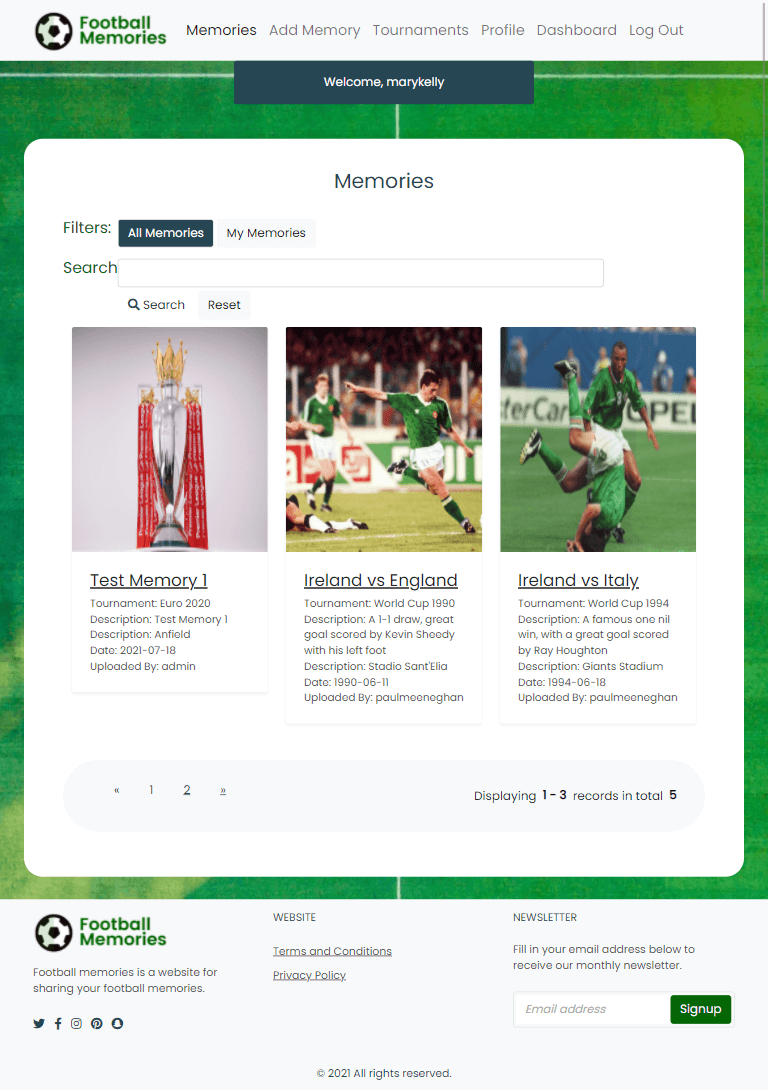 Football
Memories
Memories Add Memory Tournaments Profile Dashboard Log Out
Welcome, marykelly
Memories
Filters: All Memories My Memories
Search
Search Reset
Test Memory 1
Tournament: Euro 2020
Description: Test Memory 1
Description: Anfield
Date: 2021-07-18
Uploaded By: admin
Ireland vs England
Tournament: World Cup 1990
Description: A 1-1 draw, great
goal scored by Kevin Sheedy
with his left foot
Description: Stadio Sant'Elia
Date: 1990-06-11
Uploaded By: paulmeeneghan
terCar
OPEL
Ireland vs Italy
Tournament: World Cup 1994
Description: A famous one nil
win, with a great goal scored
by Ray Houghton
Description: Giants Stadium
Date: 1994-06-18
Uploaded By: paulmeeneghan
« 1 2 »
Displaying 1 - 3 records in total 5
Football
Memories
Football memories is a website for
sharing your football memories.
WEBSITE
Terms and Conditions
Privacy Policy
NEWSLETTER
Fill in your email address below to
receive our monthly newsletter.
Email address Signup
© 2021 All rights reserved.